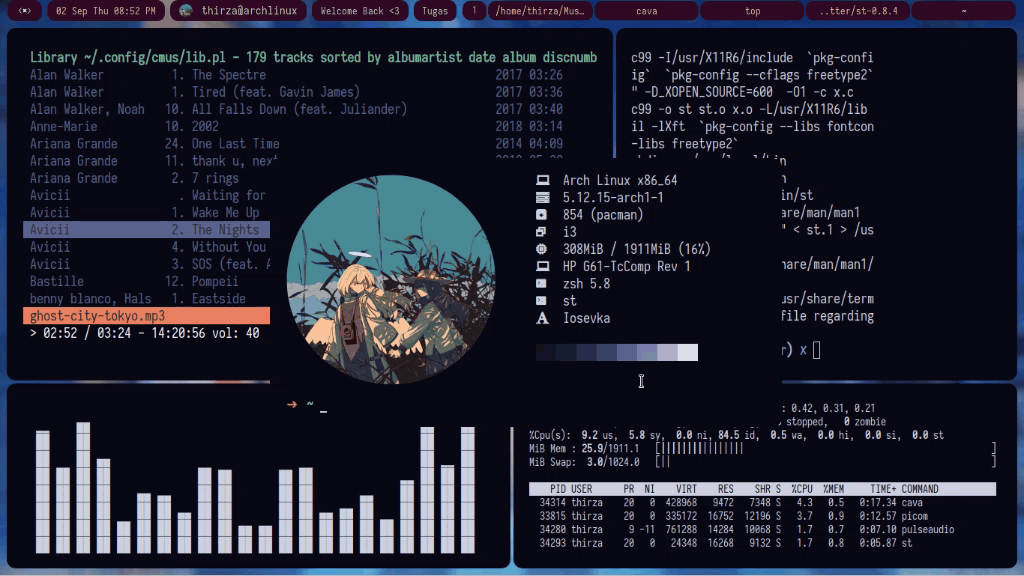 02 Sep Thu 08:52 PM
thirza@archlinux
Welcome Back <3
Tugas
1
/home/thirza/Mus…
cava
top
..tter/st-0.8.4
~
Library ~/.config/cmus/lib.pl - 179 tracks sorted by albumartist date album discnumb
Alan Walker 1. The Spectre 2017 03:26
Alan Walker 1. Tired (feat. Gavin James) 2017 03:36
Alan Walker, Noah 10. All Falls Down (feat. Juliander) 2017 03:40
Anne-Marie 10. 2002 2018 03:14
Ariana Grande 24. One Last Time 2014 04:09
Ariana Grande 11. thank u, next
Ariana Grande 2. 7 rings
Avicii . Waiting for
Avicii 1. Wake Me Up
Avicii 2. The Nights
Avicii 4. Without You
Avicii 3. SOS (feat.
Bastille 12. Pompeii
benny blanco, Hals 1. Eastside
ghost-city-tokyo.mp3
> 02:52 / 03:24 - 14:20:56 vol: 40
c99 -I/usr/X11R6/include `pkg-confi
ig` `pkg-config --cflags freetype2`
" -D_XOPEN_SOURCE=600 -O1 -c x.c
c99 -o st st.o x.o -L/usr/X11R6/lib
il -lXft `pkg-config --libs fontcon
-libs freetype2`
in/st
are/man/man1
" < st.1 > /us
hare/man/man1/
usr/share/term
file regarding
r) x
Arch Linux x86_64
5.12.15-arch1-1
854 (pacman)
i3
308MiB / 1911MiB (16%)
HP G61-TcComp Rev 1
zsh 5.8
st
Iosevka
➜ ~ _
: 0.42, 0.31, 0.21
stopped, 0 zombie
%Cpu(s): 9.2 us, 5.8 sy, 0.0 ni, 84.5 id, 0.5 wa, 0.0 hi, 0.0 si, 0.0 st
MiB Mem : 25.9/1911.1 [||||||||||||||||| ]
MiB Swap: 3.0/1024.0 [|| ]
PID USER PR NI VIRT RES SHR S %CPU %MEM TIME+ COMMAND
34314 thirza 20 0 428968 9472 7348 S 4.3 0.5 0:17.34 cava
33815 thirza 20 0 335172 16752 12196 S 3.7 0.9 0:12.57 picom
34280 thirza 9 -11 761288 14284 10068 S 1.7 0.7 0:07.10 pulseaudio
34293 thirza 20 0 24348 16268 9132 S 1.7 0.8 0:05.87 st